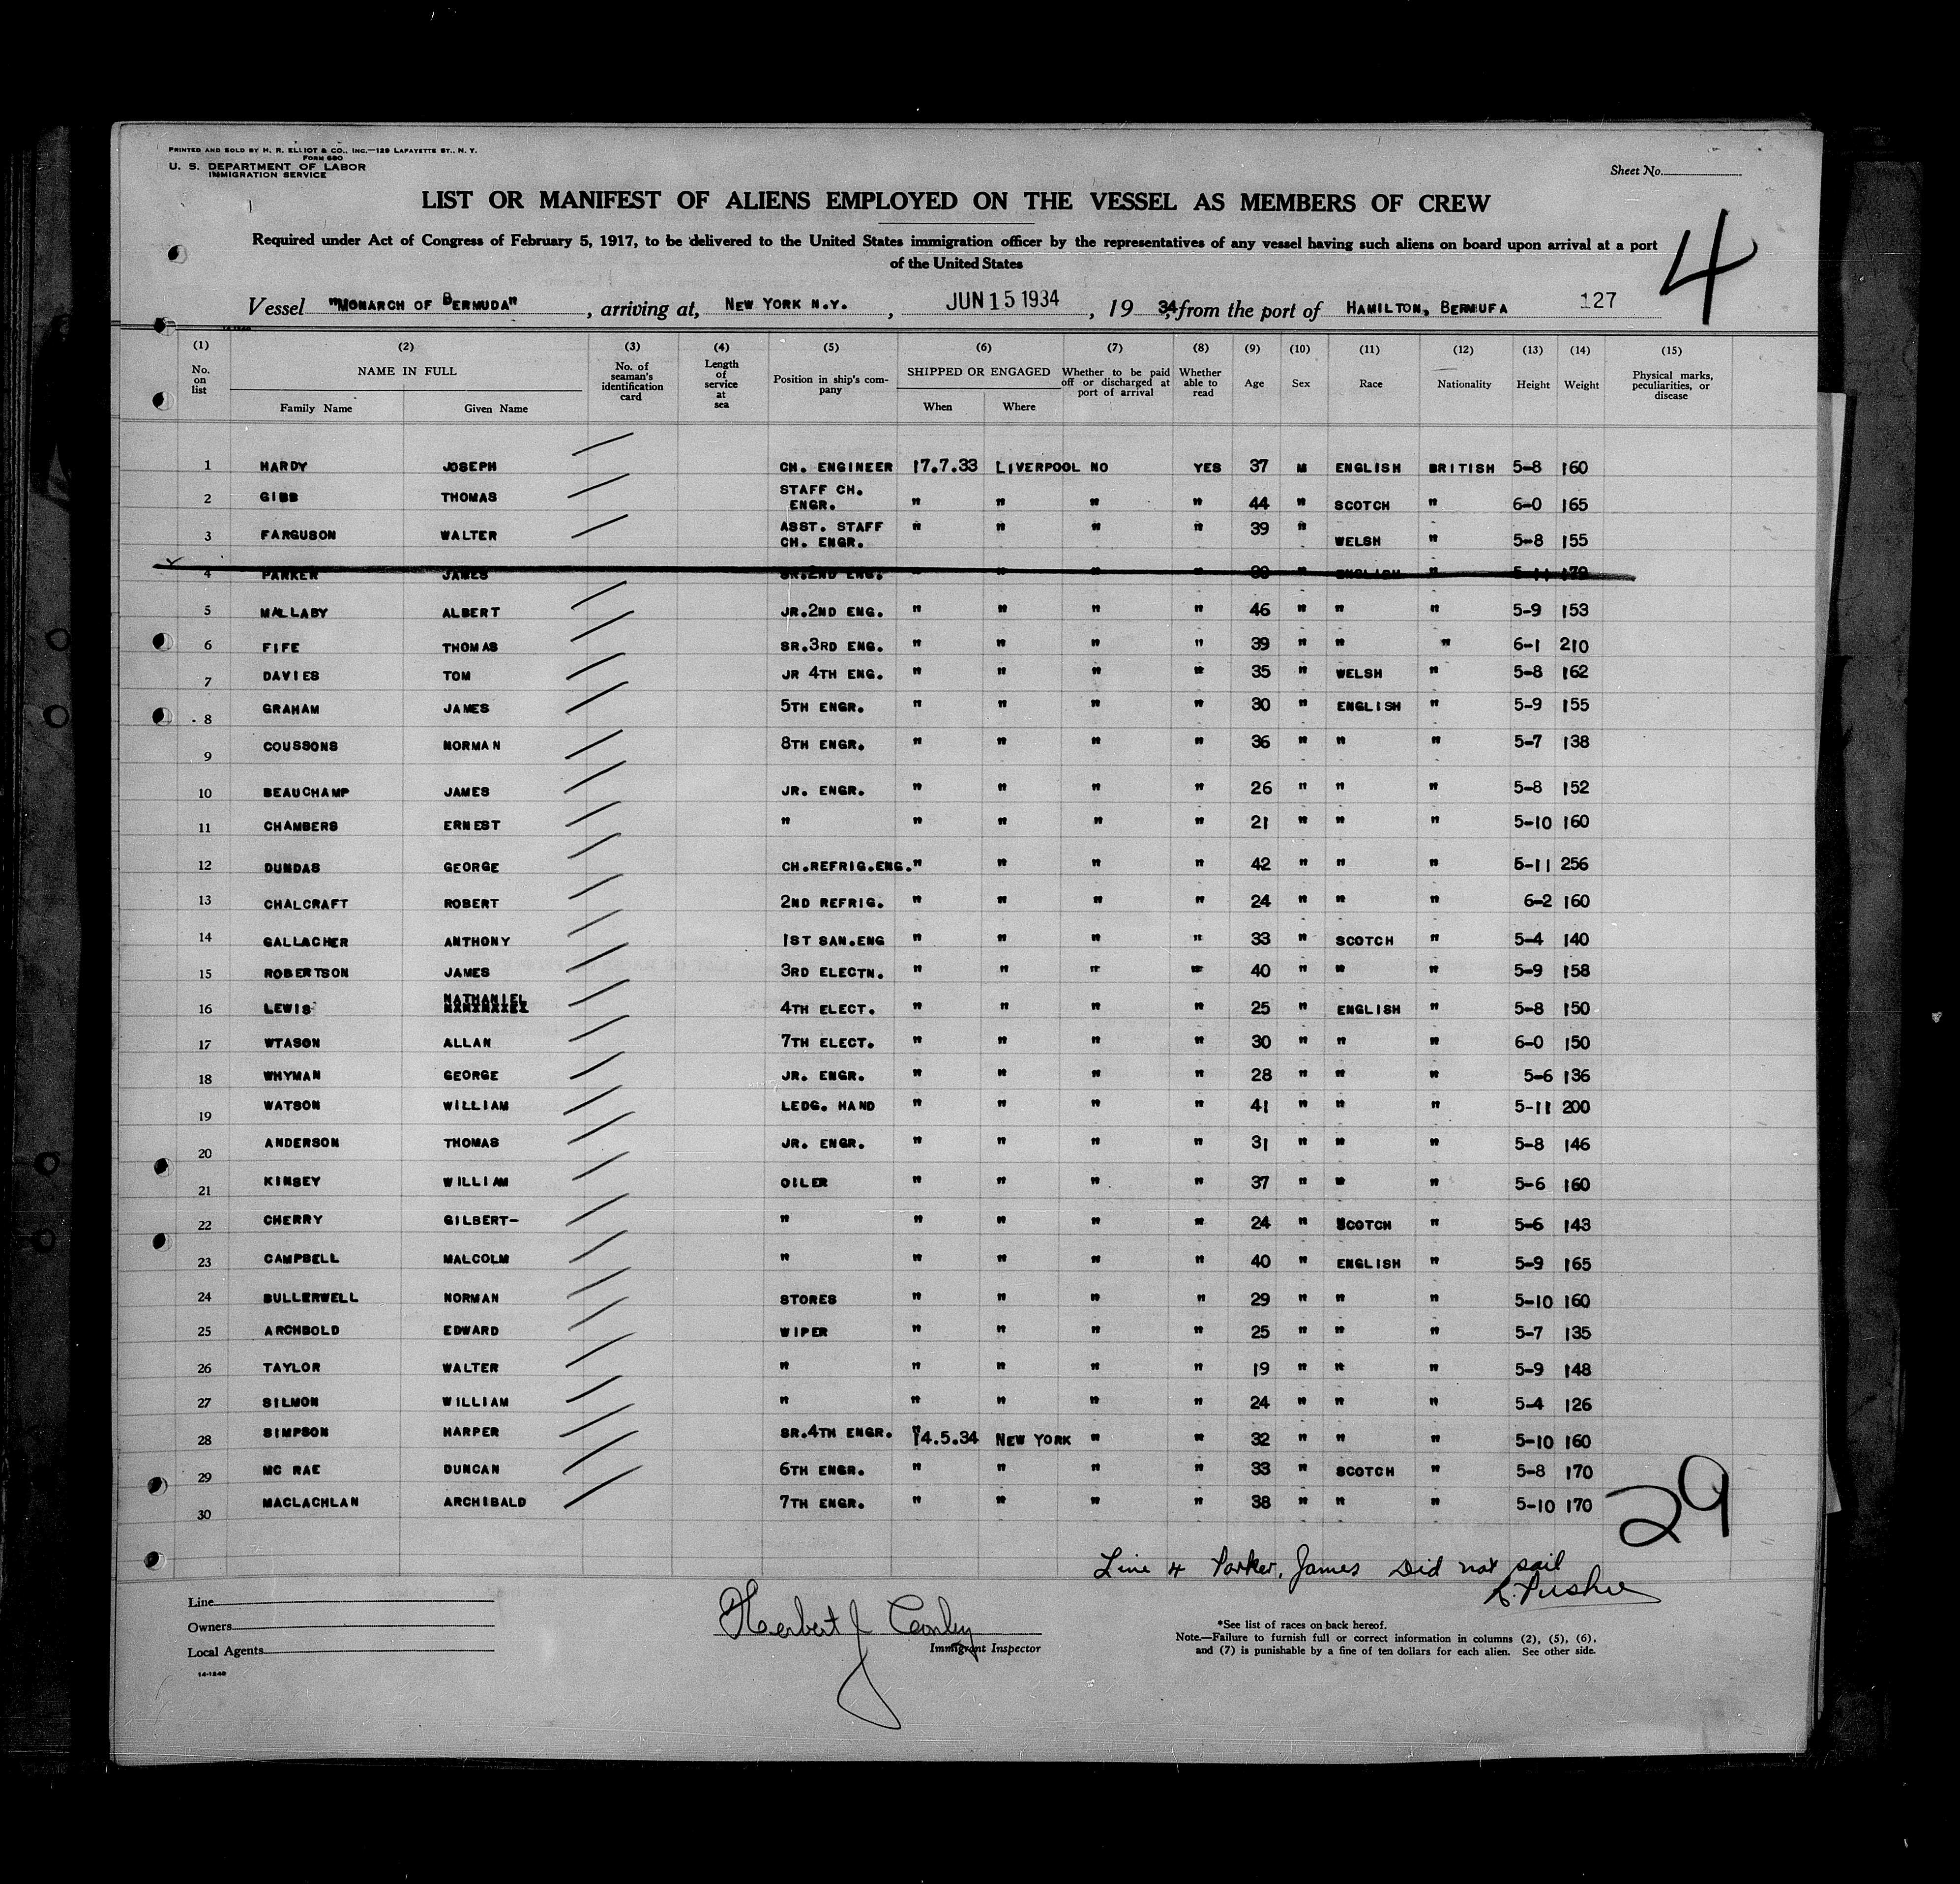 PRINTED AND SOLD BY H. R. ELLIOT & CO., INC.—129 LAFAYETTE ST., N. Y.
FORM 680
U. S. DEPARTMENT OF LABOR
IMMIGRATION SERVICE
Sheet No.
LIST OR MANIFEST OF ALIENS EMPLOYED ON THE VESSEL AS MEMBERS OF CREW
4
Required under Act of Congress of February 5, 1917, to be delivered to the United States immigration officer by the representatives of any vessel having such aliens on board upon arrival at a port
of the United States
Vessel "MONARCH OF BERMUDA", arriving at, NEW YORK N.Y., JUN 15 1934, 19 34, from the port of HAMILTON, BERMUFA 127
14-1240
(1) (2) (3) (4) (5) (6) (7) (8) (9) (10) (11) (12) (13) (14) (15)
No. on list NAME IN FULL Family Name Given Name No. of seaman's identification card Length of service at sea Position in ship's company SHIPPED OR ENGAGED When Where Whether to be paid off or discharged at port of arrival Whether able to read Age Sex Race Nationality Height Weight Physical marks, peculiarities, or disease
1 HARDY JOSEPH CH. ENGINEER 17.7.33 LIVERPOOL NO YES 37 M ENGLISH BRITISH 5-8 160
2 GIBB THOMAS STAFF CH. ENGR. " " " " 44 " SCOTCH " 6-0 165
3 FARGUSON WALTER ASST. STAFF CH. ENGR. " " " " 39 " WELSH " 5-8 155
4 PARKER JAMES SR.2ND ENG. " " " " " ENGLISH " 5-11
5 MALLABY ALBERT JR.2ND ENG. " " " " 46 " " " 5-9 153
6 FIFE THOMAS SR.3RD ENG. " " " " 39 " " " 6-1 210
7 DAVIES TOM JR 4TH ENG. " " " " 35 " WELSH " 5-8 162
8 GRAHAM JAMES 5TH ENGR. " " " " 30 " ENGLISH " 5-9 155
9 COUSSONS NORMAN 8TH ENGR. " " " " 36 " " " 5-7 138
10 BEAUCHAMP JAMES JR. ENGR. " " " " 26 " " " 5-8 152
11 CHAMBERS ERNEST " " " " " 21 " " " 5-10 160
12 DUNDAS GEORGE CH.REFRIG.ENG. " " " " 42 " " " 5-11 256
13 CHALCRAFT ROBERT 2ND REFRIG. " " " " 24 " " " 6-2 160
14 GALLACHER ANTHONY 1ST SAN.ENG " " " " 33 " SCOTCH " 5-4 140
15 ROBERTSON JAMES 3RD ELECTN. " " " " 40 " " " 5-9 158
16 LEWIS NATHANIEL 4TH ELECT. " " " " 25 " ENGLISH " 5-8 150
17 WTASON ALLAN 7TH ELECT. " " " " 30 " " " 6-0 150
18 WHYMAN GEORGE JR. ENGR. " " " " 28 " " " 5-6 136
19 WATSON WILLIAM LEDG. HAND " " " " 41 " " " 5-11 200
20 ANDERSON THOMAS JR. ENGR. " " " " 31 " " " 5-8 146
21 KINSEY WILLIAM OILER " " " " 37 " " " 5-6 160
22 CHERRY GILBERT- " " " " " 24 " SCOTCH " 5-6 143
23 CAMPBELL MALCOLM " " " " " 40 " ENGLISH " 5-9 165
24 BULLERWELL NORMAN STORES " " " " 29 " " " 5-10 160
25 ARCHBOLD EDWARD WIPER " " " " 25 " " " 5-7 135
26 TAYLOR WALTER " " " " " 19 " " " 5-9 148
27 SILMON WILLIAM " " " " " 24 " " " 5-4 126
28 SIMPSON HARPER SR.4TH ENGR. 14.5.34 NEW YORK " " 32 " " " 5-10 160
29 MC RAE DUNCAN 6TH ENGR. " " " " 33 " SCOTCH " 5-8 170
30 MACLACHLAN ARCHIBALD 7TH ENGR. " " " " 38 " " " 5-10 170
29
Line 4 Parker, James Did not sail
Line
Owners
Local Agents
14-1240
Herbert J Conley
Immigrant Inspector
*See list of races on back hereof.
Note.—Failure to furnish full or correct information in columns (2), (5), (6),
and (7) is punishable by a fine of ten dollars for each alien. See other side.